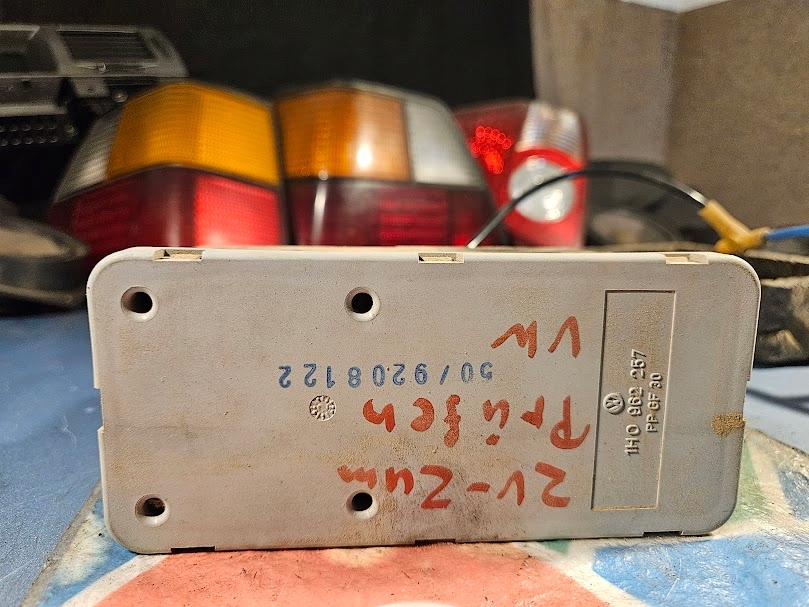 ZV-Zum
Prüfen
50/9208122
VW
1H0 962 257
PP GF 30